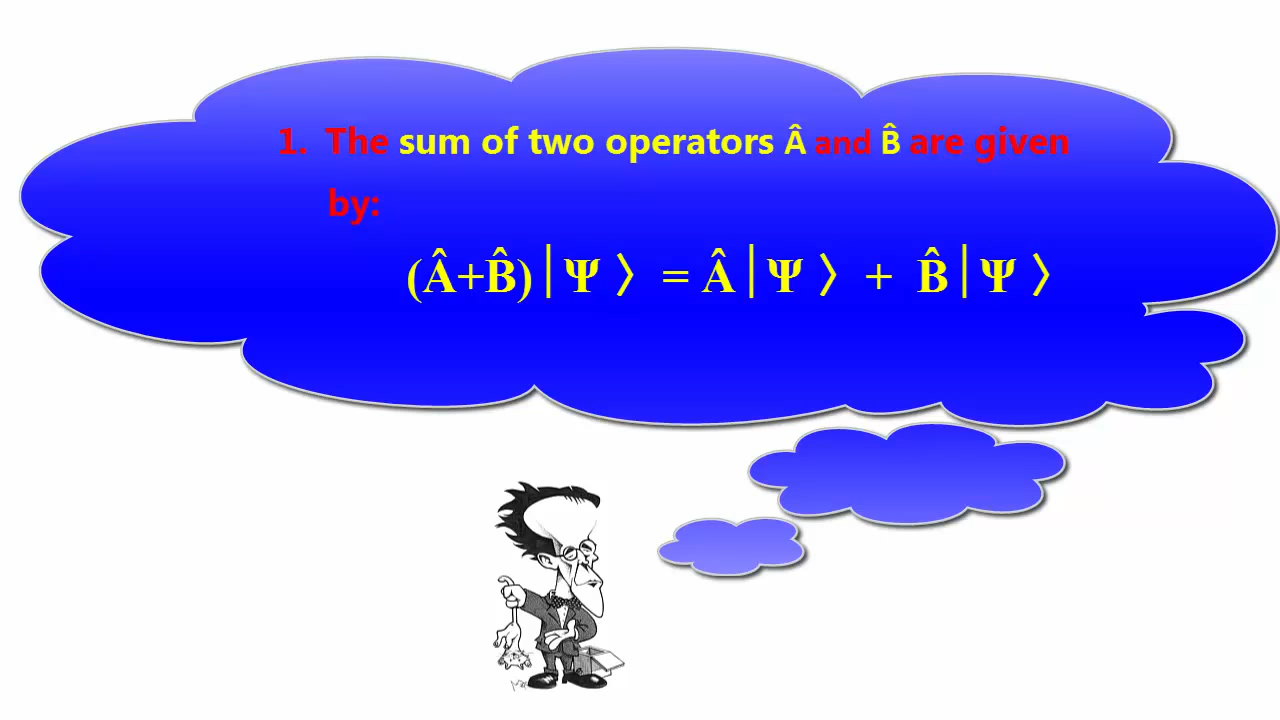 1. The sum of two operators Â and B̂ are given
by:
(Â+B̂)|Ψ〉= Â|Ψ〉+ B̂|Ψ〉